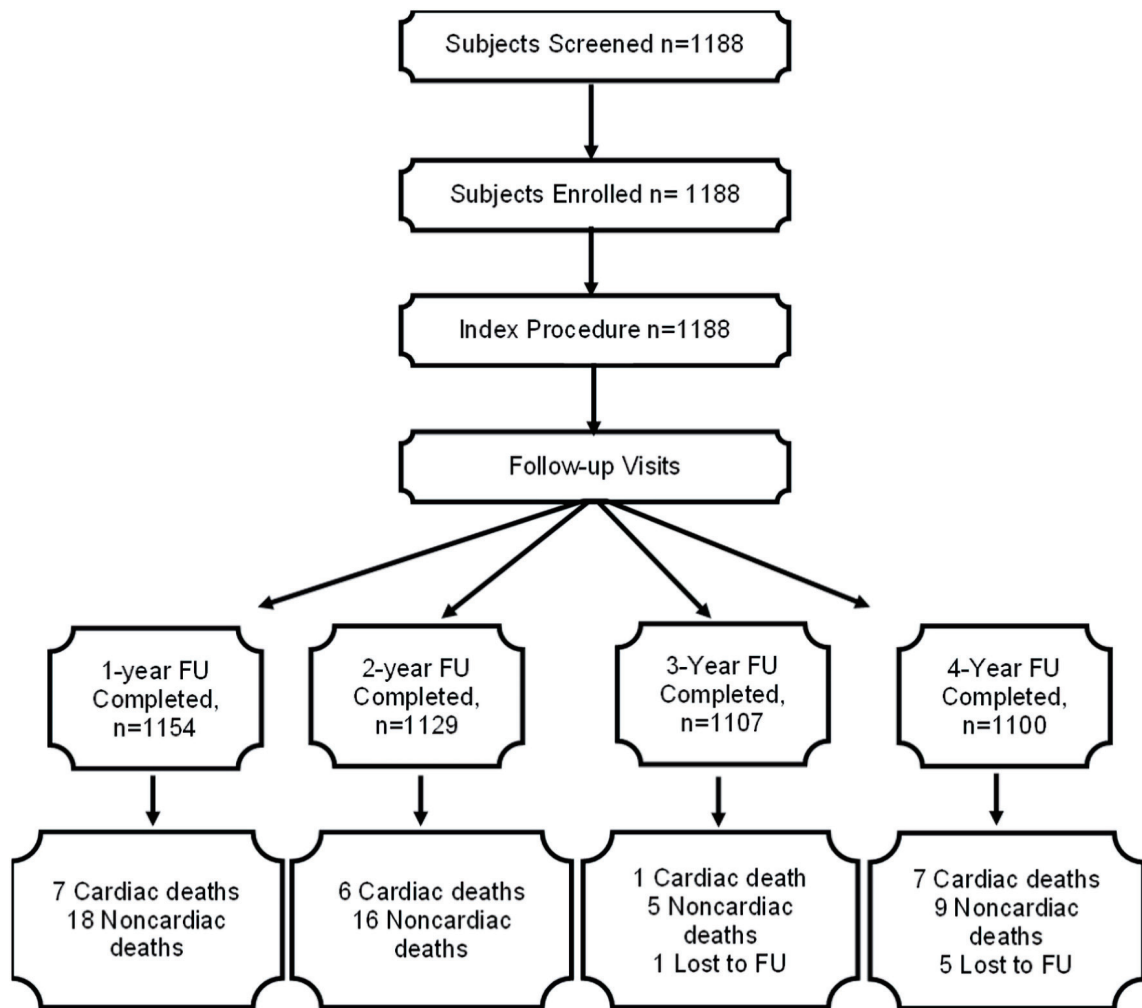 Subjects Screened n=1188
Subjects Enrolled n= 1188
Index Procedure n=1188
Follow-up Visits
1-year FU
Completed,
n=1154
2-year FU
Completed,
n=1129
3-Year FU
Completed,
n=1107
4-Year FU
Completed,
n=1100
7 Cardiac deaths
18 Noncardiac
deaths
6 Cardiac deaths
16 Noncardiac
deaths
1 Cardiac death
5 Noncardiac
deaths
1 Lost to FU
7 Cardiac deaths
9 Noncardiac
deaths
5 Lost to FU